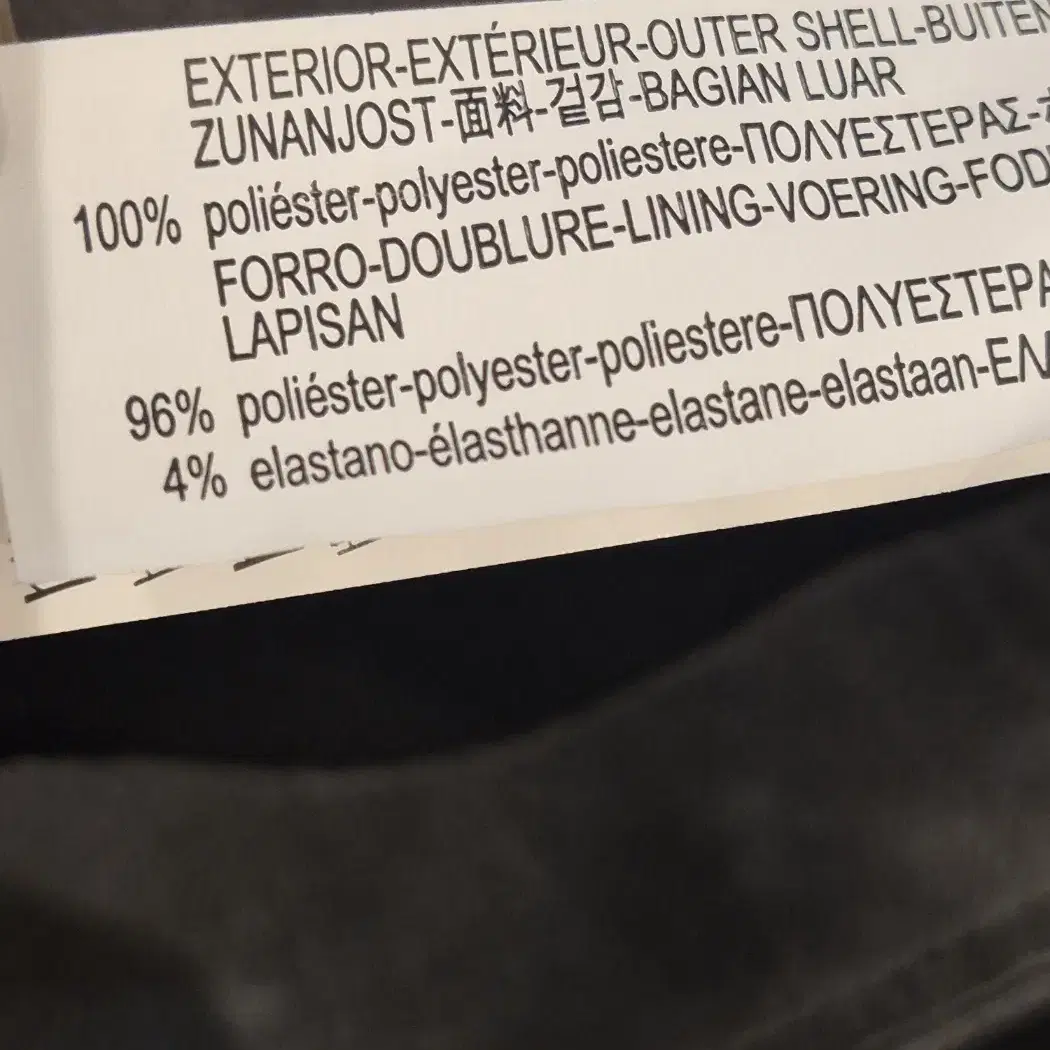 EXTERIOR-EXTÉRIEUR-OUTER SHELL-BUITEN
ZUNANJOST-面料-겉감-BAGIAN LUAR
100% poliéster-polyester-poliestere-ΠΟΛΥΕΣΤΕΡΑΣ-
FORRO-DOUBLURE-LINING-VOERING-FOD
LAPISAN
96% poliéster-polyester-poliestere-ΠΟΛΥΕΣΤΕΡΑ
4% elastano-élasthanne-elastane-elastaan-ΕΛ